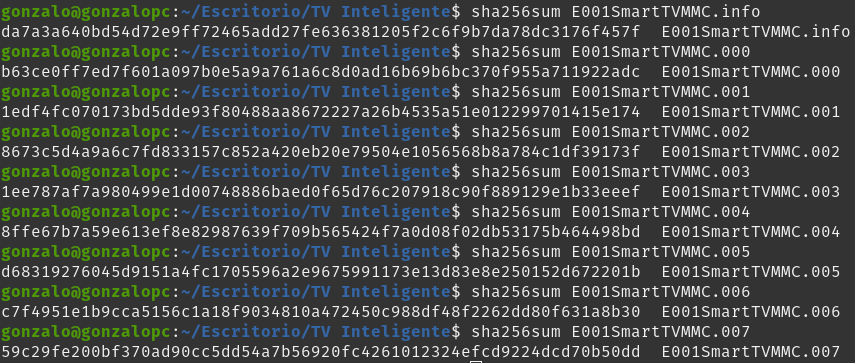 gonzalo@gonzalopc:~/Escritorio/TV Inteligente$ sha256sum E001SmartTVMMC.info
da7a3a640bd54d72e9ff72465add27fe636381205f2c6f9b7da78dc3176f457f  E001SmartTVMMC.info
gonzalo@gonzalopc:~/Escritorio/TV Inteligente$ sha256sum E001SmartTVMMC.000
b63ce0ff7ed7f601a097b0e5a9a761a6c8d0ad16b69b6bc370f955a711922adc  E001SmartTVMMC.000
gonzalo@gonzalopc:~/Escritorio/TV Inteligente$ sha256sum E001SmartTVMMC.001
1edf4fc070173bd5dde93f80488aa8672227a26b4535a51e012299701415e174  E001SmartTVMMC.001
gonzalo@gonzalopc:~/Escritorio/TV Inteligente$ sha256sum E001SmartTVMMC.002
8673c5d4a9a6c7fd833157c852a420eb20e79504e1056568b8a784c1df39173f  E001SmartTVMMC.002
gonzalo@gonzalopc:~/Escritorio/TV Inteligente$ sha256sum E001SmartTVMMC.003
1ee787af7a980499e1d00748886baed0f65d76c207918c90f889129e1b33eeef  E001SmartTVMMC.003
gonzalo@gonzalopc:~/Escritorio/TV Inteligente$ sha256sum E001SmartTVMMC.004
8ffe67b7a59e613ef8e82987639f709b565424f7a0d08f02db53175b464498bd  E001SmartTVMMC.004
gonzalo@gonzalopc:~/Escritorio/TV Inteligente$ sha256sum E001SmartTVMMC.005
d68319276045d9151a4fc1705596a2e9675991173e13d83e8e250152d672201b  E001SmartTVMMC.005
gonzalo@gonzalopc:~/Escritorio/TV Inteligente$ sha256sum E001SmartTVMMC.006
c7f4951e1b9cca5156c1a18f9034810a472450c988df48f2262dd80f631a8b30  E001SmartTVMMC.006
gonzalo@gonzalopc:~/Escritorio/TV Inteligente$ sha256sum E001SmartTVMMC.007
59c29fe200bf370ad90cc5dd54a7b56920fc4261012324efcd9224dcd70b50dd  E001SmartTVMMC.007